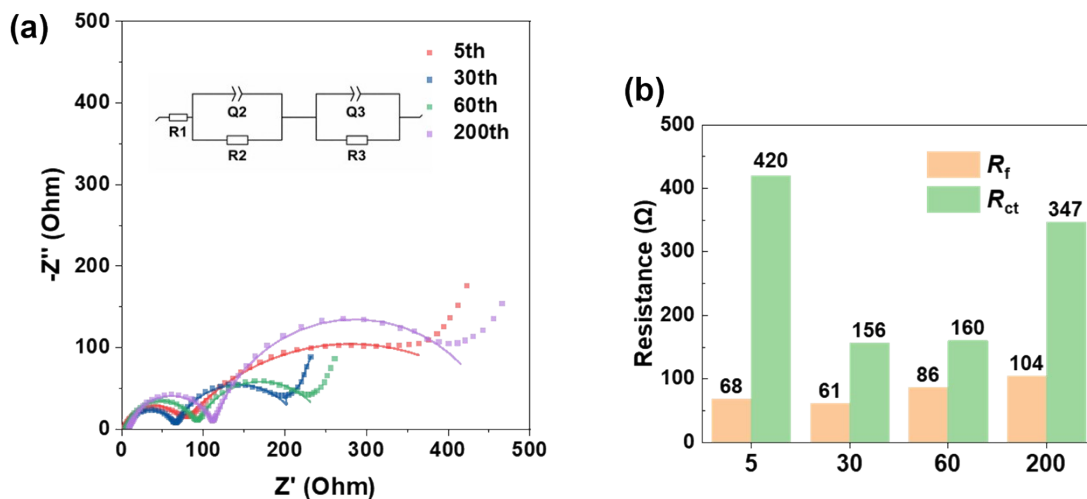 (a)
500
400
300
200
100
0
-Z'' (Ohm)
0 100 200 300 400 500
Z' (Ohm)
5th
30th
60th
200th
R1
Q2
R2
Q3
R3
(b)
500
400
300
200
100
0
Resistance (Ω)
Rf
Rct
68
420
61
156
86
160
104
347
5 30 60 200